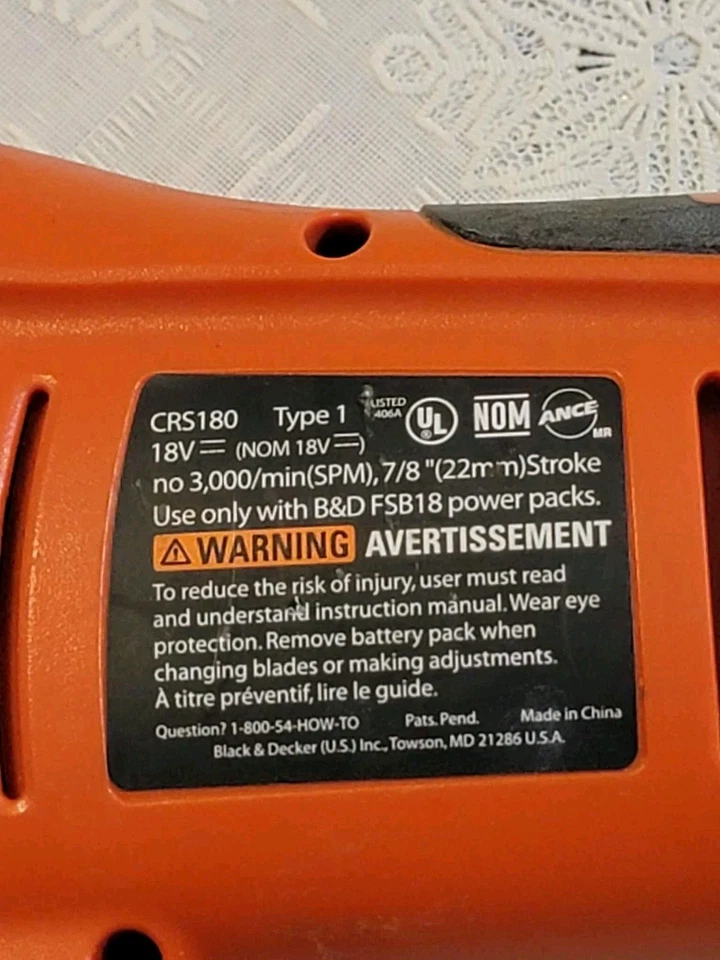 CRS180 Type 1 LISTED 406A UL® NOM ANCE MR
18V⎓ (NOM 18V⎓)
no 3,000/min(SPM), 7/8 "(22mm)Stroke
Use only with B&D FSB18 power packs.
⚠ WARNING AVERTISSEMENT
To reduce the risk of injury, user must read
and understand instruction manual. Wear eye
protection. Remove battery pack when
changing blades or making adjustments.
À titre préventif, lire le guide.
Question? 1-800-54-HOW-TO Pats. Pend. Made in China
Black & Decker (U.S.) Inc., Towson, MD 21286 U.S.A.